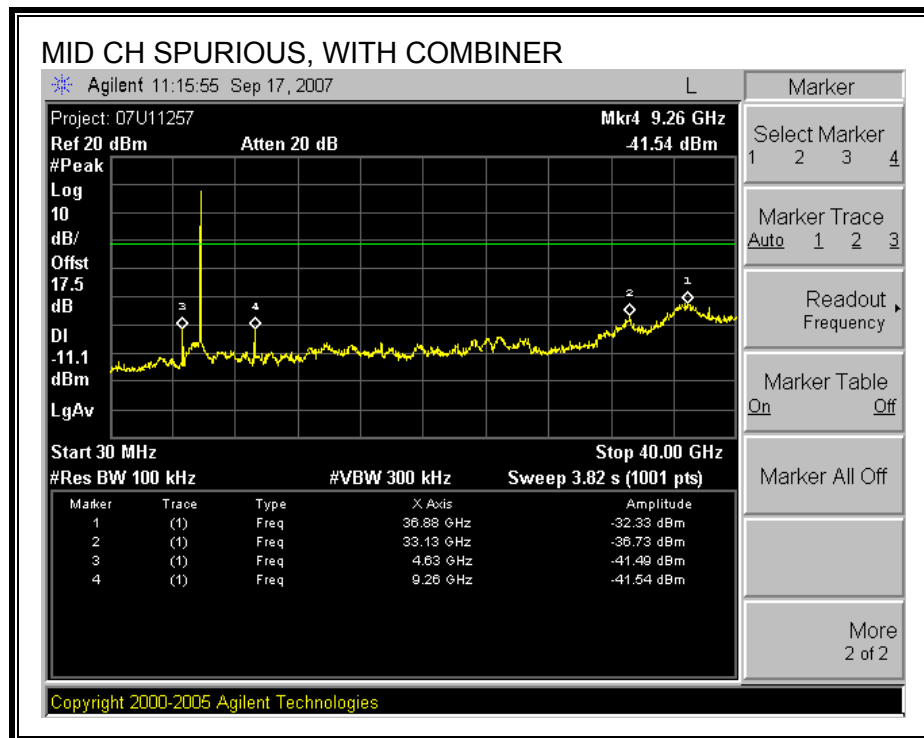 MID CH SPURIOUS, WITH COMBINER
Agilent 11:15:55 Sep 17, 2007 L
Project: 07U11257 Mkr4 9.26 GHz
Ref 20 dBm Atten 20 dB -41.54 dBm
#Peak
Log
10
dB/
Offst
17.5
dB
DI
-11.1
dBm
LgAv
3 4 2 1
Start 30 MHz Stop 40.00 GHz
#Res BW 100 kHz #VBW 300 kHz Sweep 3.82 s (1001 pts)
Marker Trace Type X Axis Amplitude
1 (1) Freq 36.88 GHz -32.33 dBm
2 (1) Freq 33.13 GHz -36.73 dBm
3 (1) Freq 4.63 GHz -41.49 dBm
4 (1) Freq 9.26 GHz -41.54 dBm
Marker
Select Marker
1 2 3 4
Marker Trace
Auto 1 2 3
Readout
Frequency
Marker Table
On Off
Marker All Off
More
2 of 2
Copyright 2000-2005 Agilent Technologies